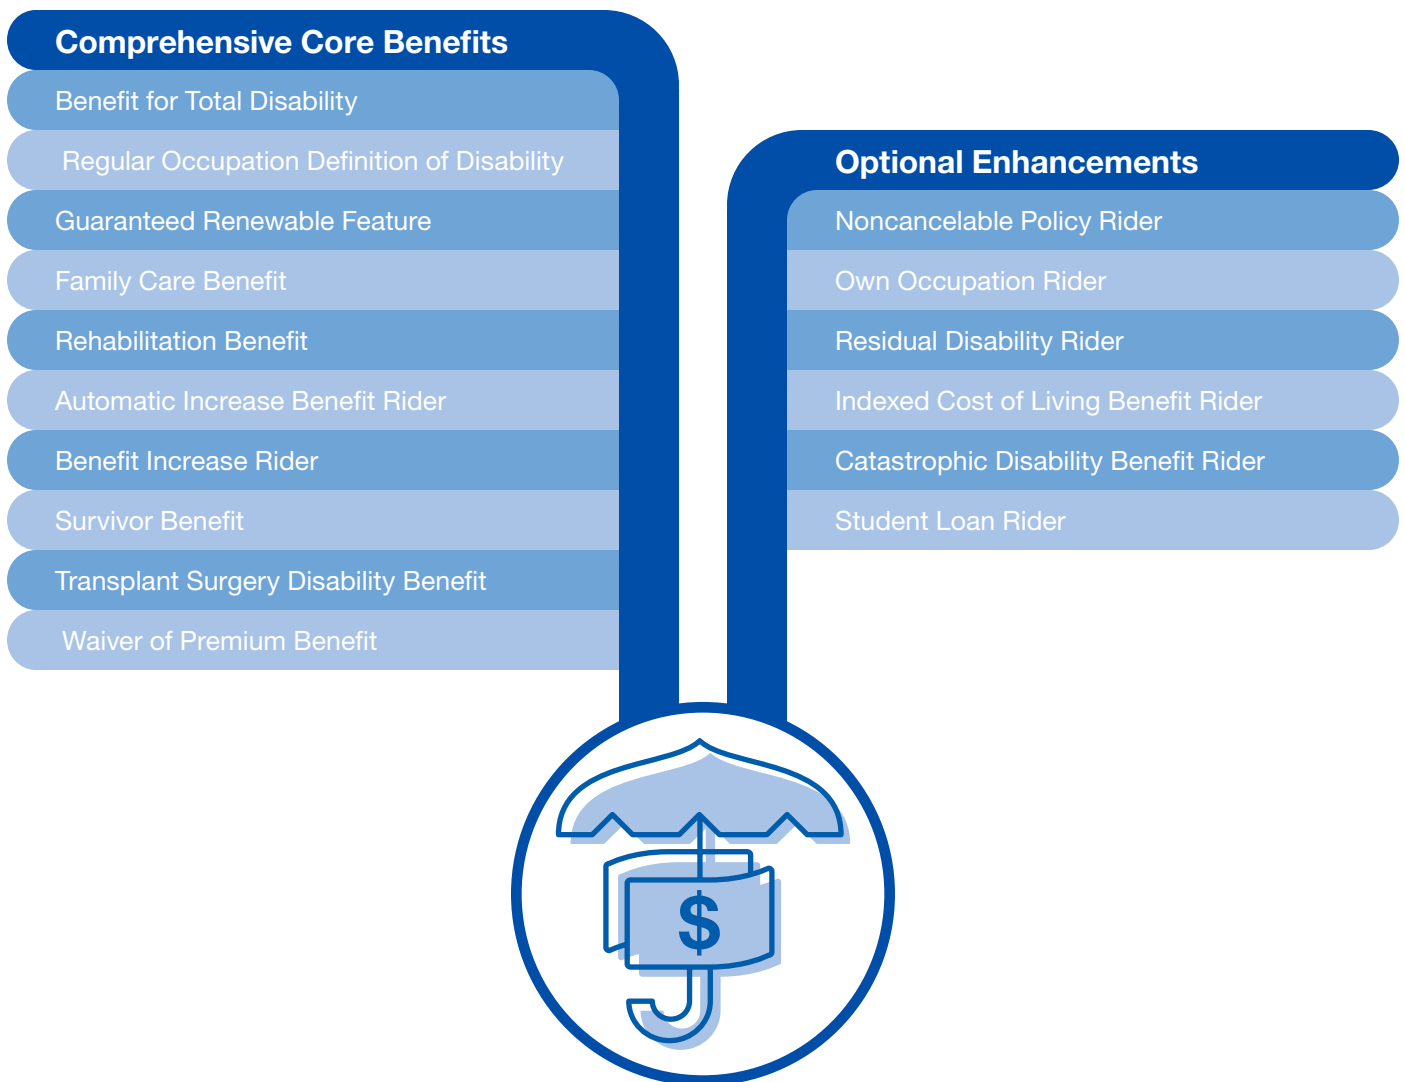 Comprehensive Core Benefits
Benefit for Total Disability
Regular Occupation Definition of Disability
Guaranteed Renewable Feature
Family Care Benefit
Rehabilitation Benefit
Automatic Increase Benefit Rider
Benefit Increase Rider
Survivor Benefit
Transplant Surgery Disability Benefit
Waiver of Premium Benefit
Optional Enhancements
Noncancelable Policy Rider
Own Occupation Rider
Residual Disability Rider
Indexed Cost of Living Benefit Rider
Catastrophic Disability Benefit Rider
Student Loan Rider
$